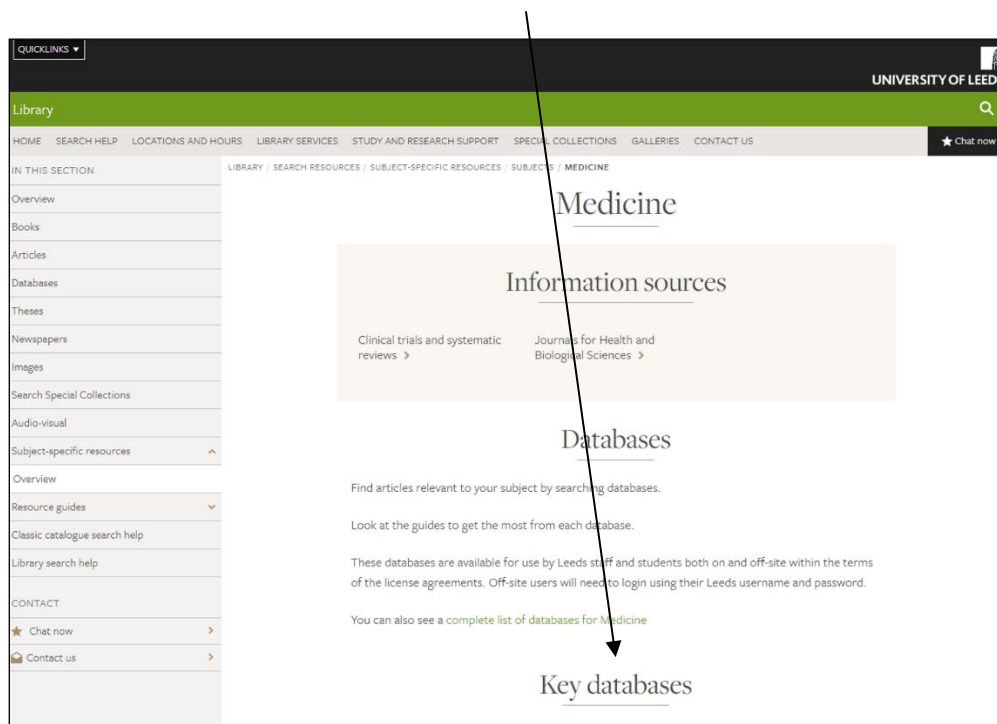 QUICKLINKS ▼
UNIVERSITY OF LEED
Library
HOME SEARCH HELP LOCATIONS AND HOURS LIBRARY SERVICES STUDY AND RESEARCH SUPPORT SPECIAL COLLECTIONS GALLERIES CONTACT US
★ Chat now
IN THIS SECTION
Overview
Books
Articles
Databases
Theses
Newspapers
Images
Search Special Collections
Audio-visual
Subject-specific resources
Overview
Resource guides
Classic catalogue search help
Library search help
CONTACT
Chat now
Contact us
LIBRARY / SEARCH RESOURCES / SUBJECT-SPECIFIC RESOURCES / SUBJECTS / MEDICINE
Medicine
Information sources
Clinical trials and systematic
reviews >
Journals for Health and
Biological Sciences >
Databases
Find articles relevant to your subject by searching databases.
Look at the guides to get the most from each database.
These databases are available for use by Leeds staff and students both on and off-site within the terms
of the license agreements. Off-site users will need to login using their Leeds username and password.
You can also see a complete list of databases for Medicine
Key databases